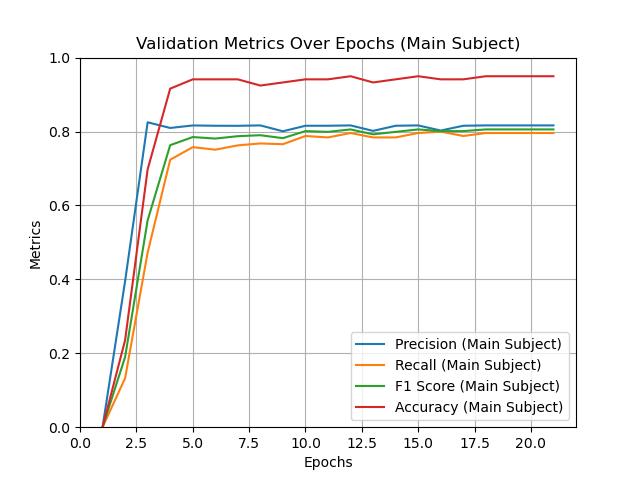 Validation Metrics Over Epochs (Main Subject)
1.0
0.8
0.6
0.4
0.2
0.0
Metrics
Precision (Main Subject)
Recall (Main Subject)
F1 Score (Main Subject)
Accuracy (Main Subject)
0.0 2.5 5.0 7.5 10.0 12.5 15.0 17.5 20.0
Epochs